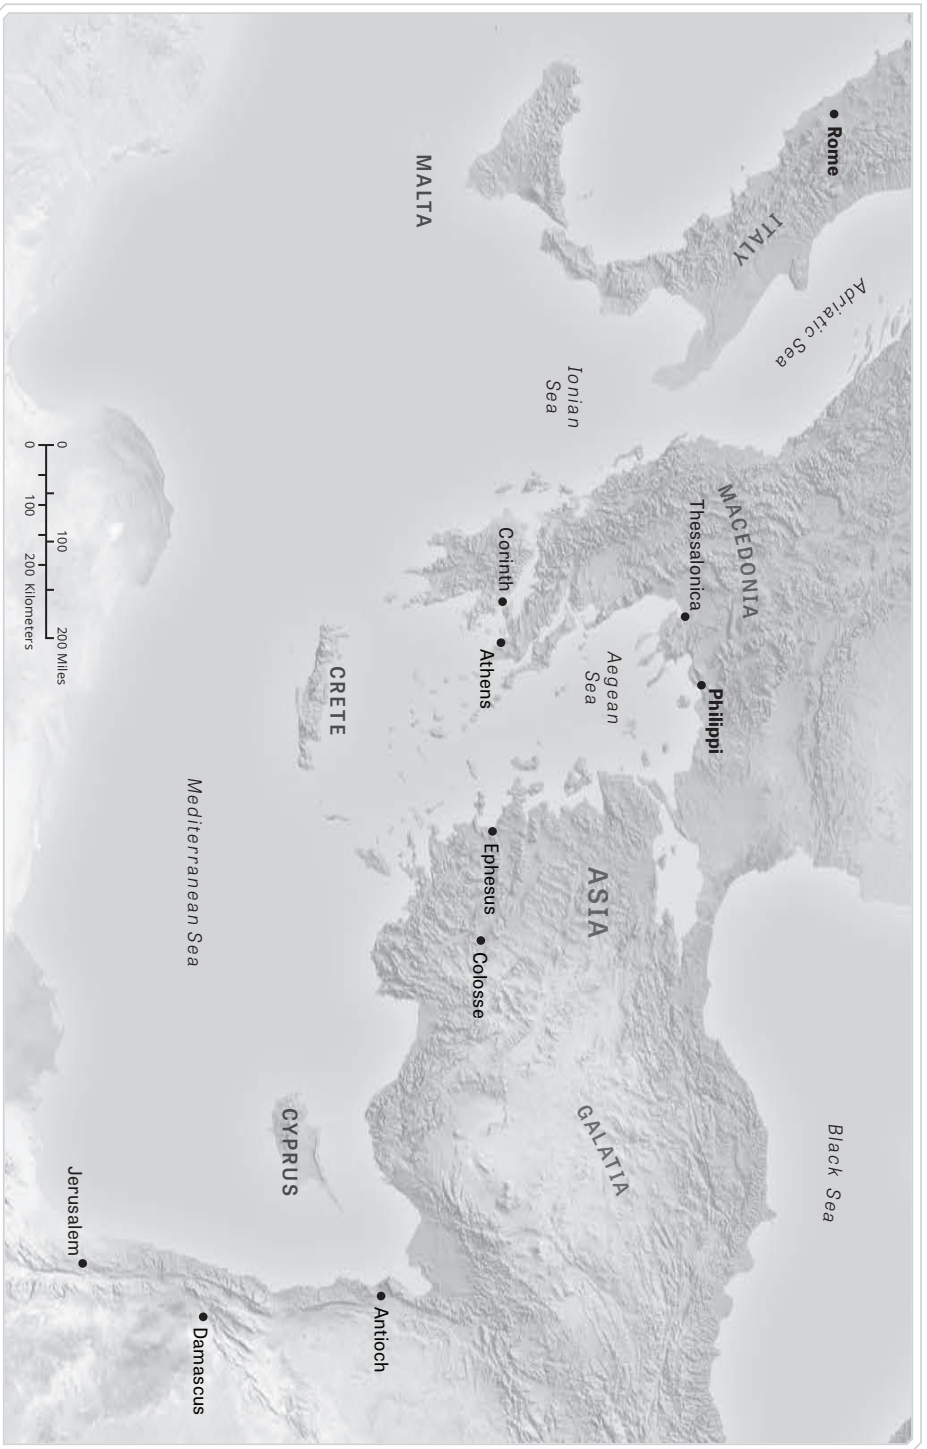 Rome
ITALY
Adriatic Sea
MALTA
Ionian
Sea
MACEDONIA
Thessalonica
Philippi
Corinth
Athens
Aegean
Sea
CRETE
Black Sea
ASIA
Ephesus
Colosse
GALATIA
Mediterranean Sea
CYPRUS
Antioch
Damascus
Jerusalem
0 100 200 Miles
0 100 200 Kilometers